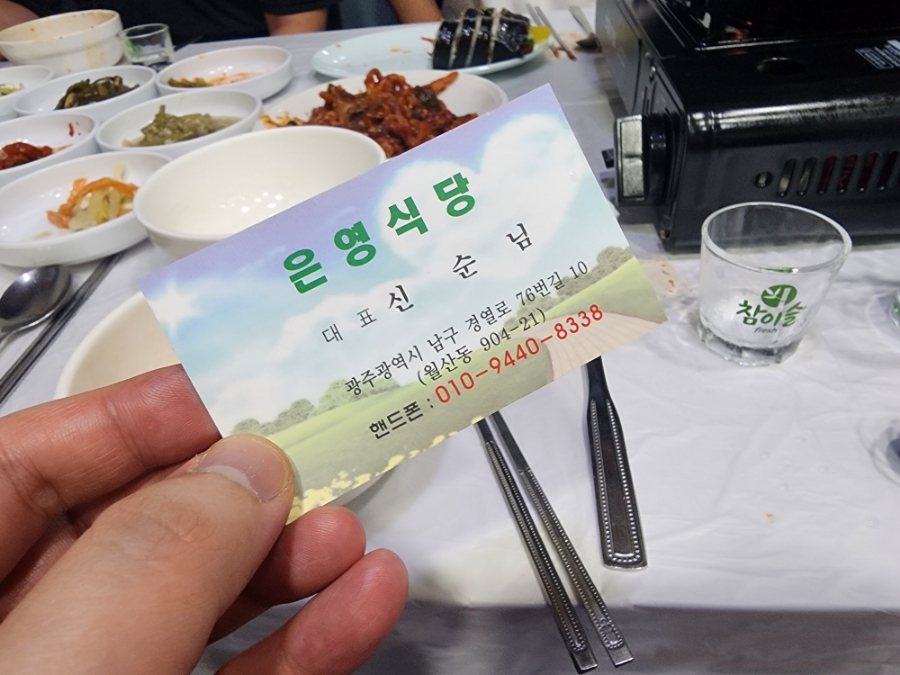 은영식당
대표 신순님
광주광역시 남구 경열로 76번길 10
(월산동 904-21)
핸드폰 : 010-9440-8338
참이슬
fresh